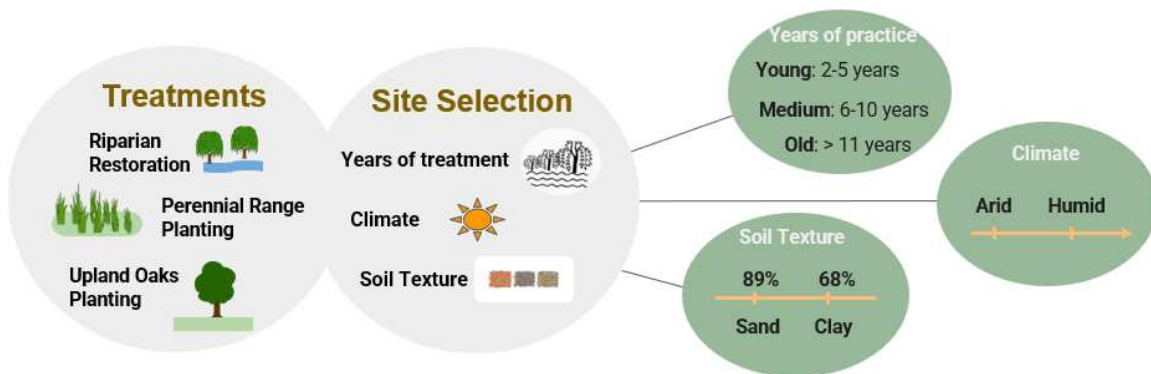 Treatments
Riparian
Restoration
Perennial Range
Planting
Upland Oaks
Planting
Site Selection
Years of treatment
Climate
Soil Texture
Years of practice
Young: 2-5 years
Medium: 6-10 years
Old: > 11 years
Climate
Arid Humid
Soil Texture
89% 68%
Sand Clay